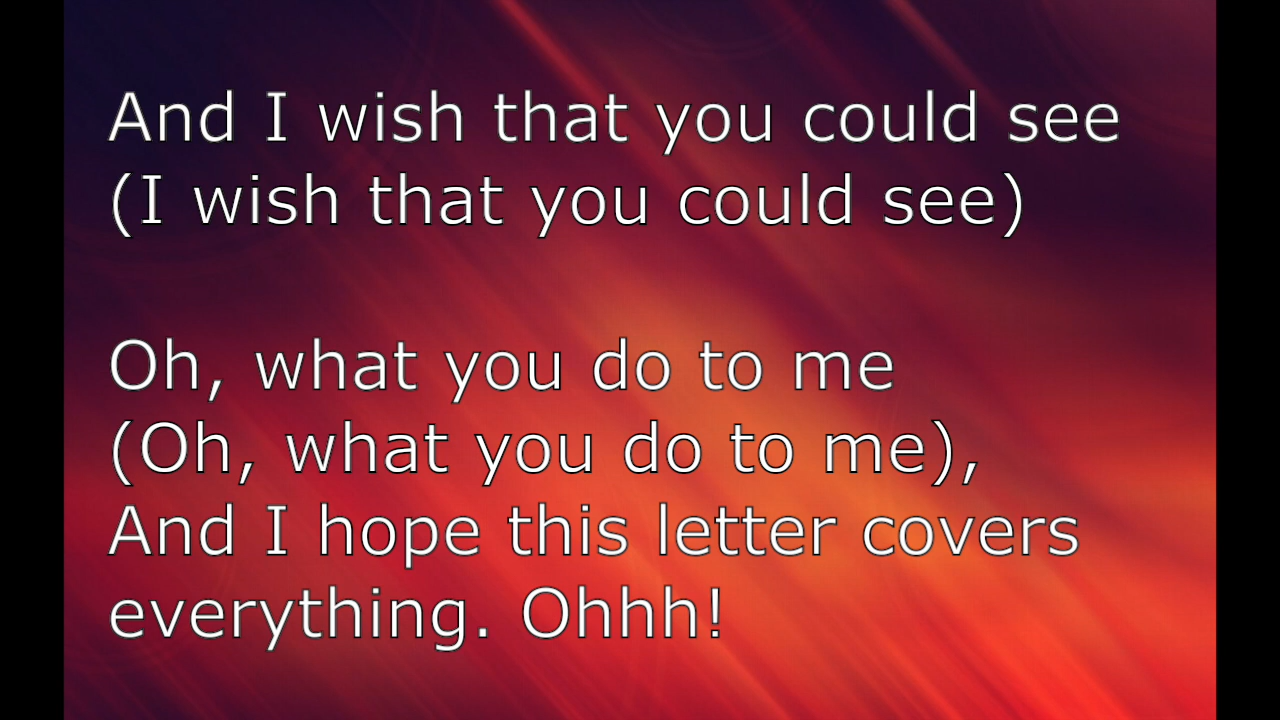 And I wish that you could see
(I wish that you could see)
Oh, what you do to me
(Oh, what you do to me),
And I hope this letter covers
everything. Ohhh!